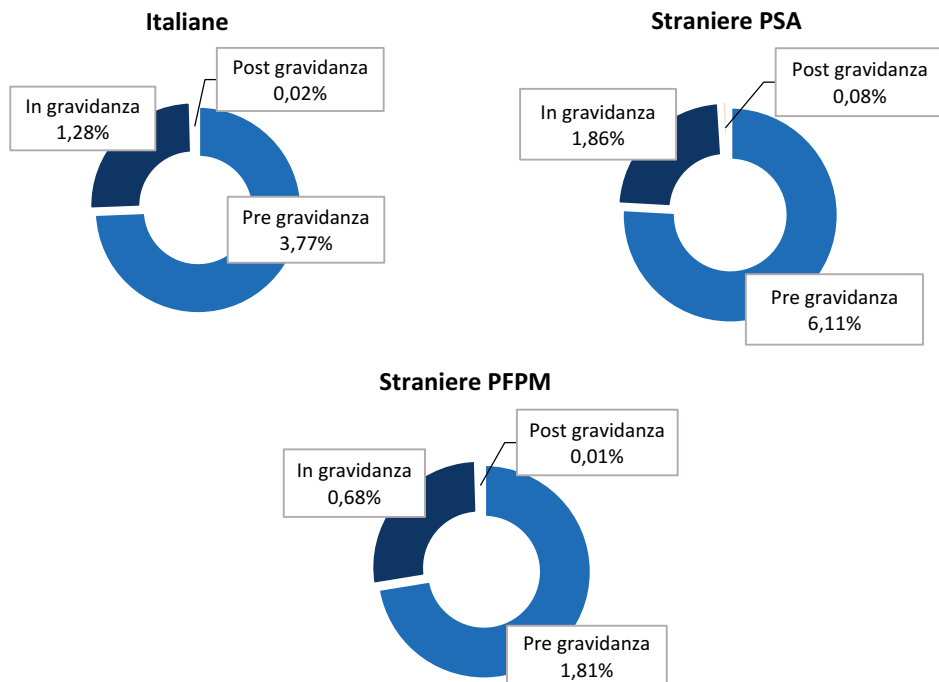 Italiane
Post gravidanza
0,02%
In gravidanza
1,28%
Pre gravidanza
3,77%
Straniere PSA
Post gravidanza
0,08%
In gravidanza
1,86%
Pre gravidanza
6,11%
Straniere PFPM
Post gravidanza
0,01%
In gravidanza
0,68%
Pre gravidanza
1,81%